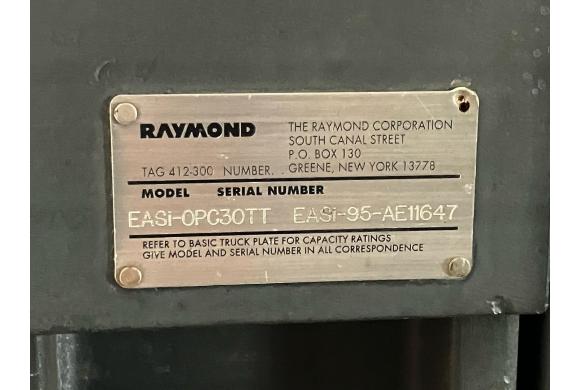 RAYMOND
THE RAYMOND CORPORATION
SOUTH CANAL STREET
P.O. BOX 130
TAG 412-300 NUMBER. . GREENE, NEW YORK 13778
MODEL SERIAL NUMBER
EASi-OPC30TT EASi-95-AE11647
REFER TO BASIC TRUCK PLATE FOR CAPACITY RATINGS
GIVE MODEL AND SERIAL NUMBER IN ALL CORRESPONDENCE